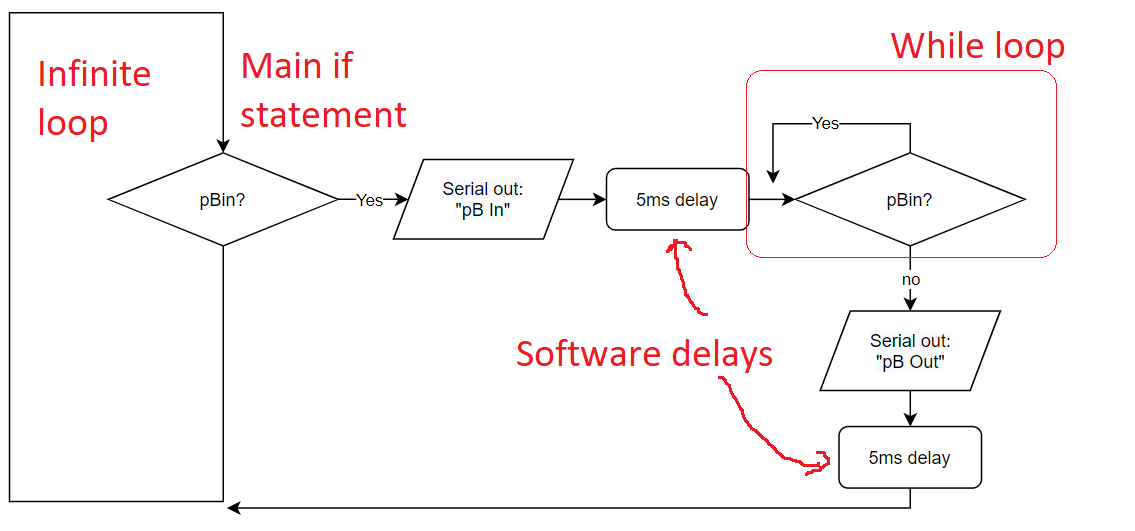 Infinite
loop
Main if
statement
While loop
pBin?
Yes
Serial out:
"pB In"
5ms delay
Yes
pBin?
no
Serial out:
"pB Out"
Software delays
5ms delay